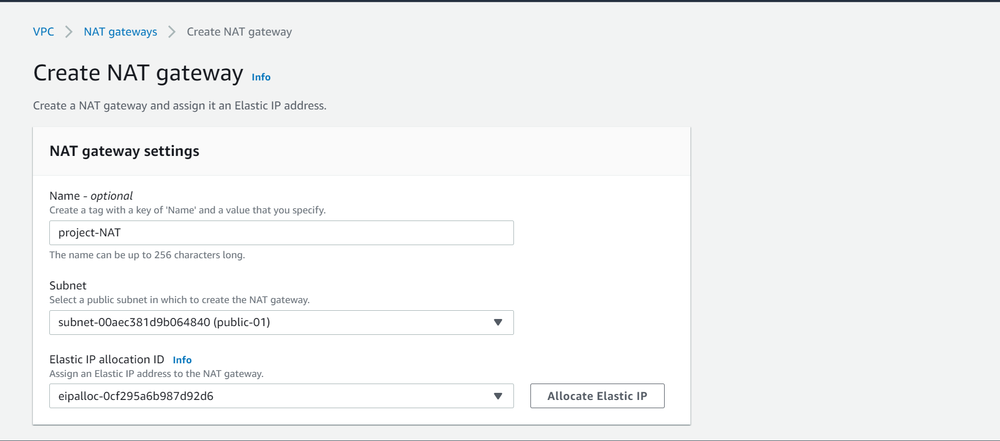 VPC > NAT gateways > Create NAT gateway
Create NAT gateway Info
Create a NAT gateway and assign it an Elastic IP address.
NAT gateway settings
Name - optional
Create a tag with a key of 'Name' and a value that you specify.
project-NAT
The name can be up to 256 characters long.
Subnet
Select a public subnet in which to create the NAT gateway.
subnet-00aec381d9b064840 (public-01)
Elastic IP allocation ID Info
Assign an Elastic IP address to the NAT gateway.
eipalloc-0cf295a6b987d92d6 Allocate Elastic IP